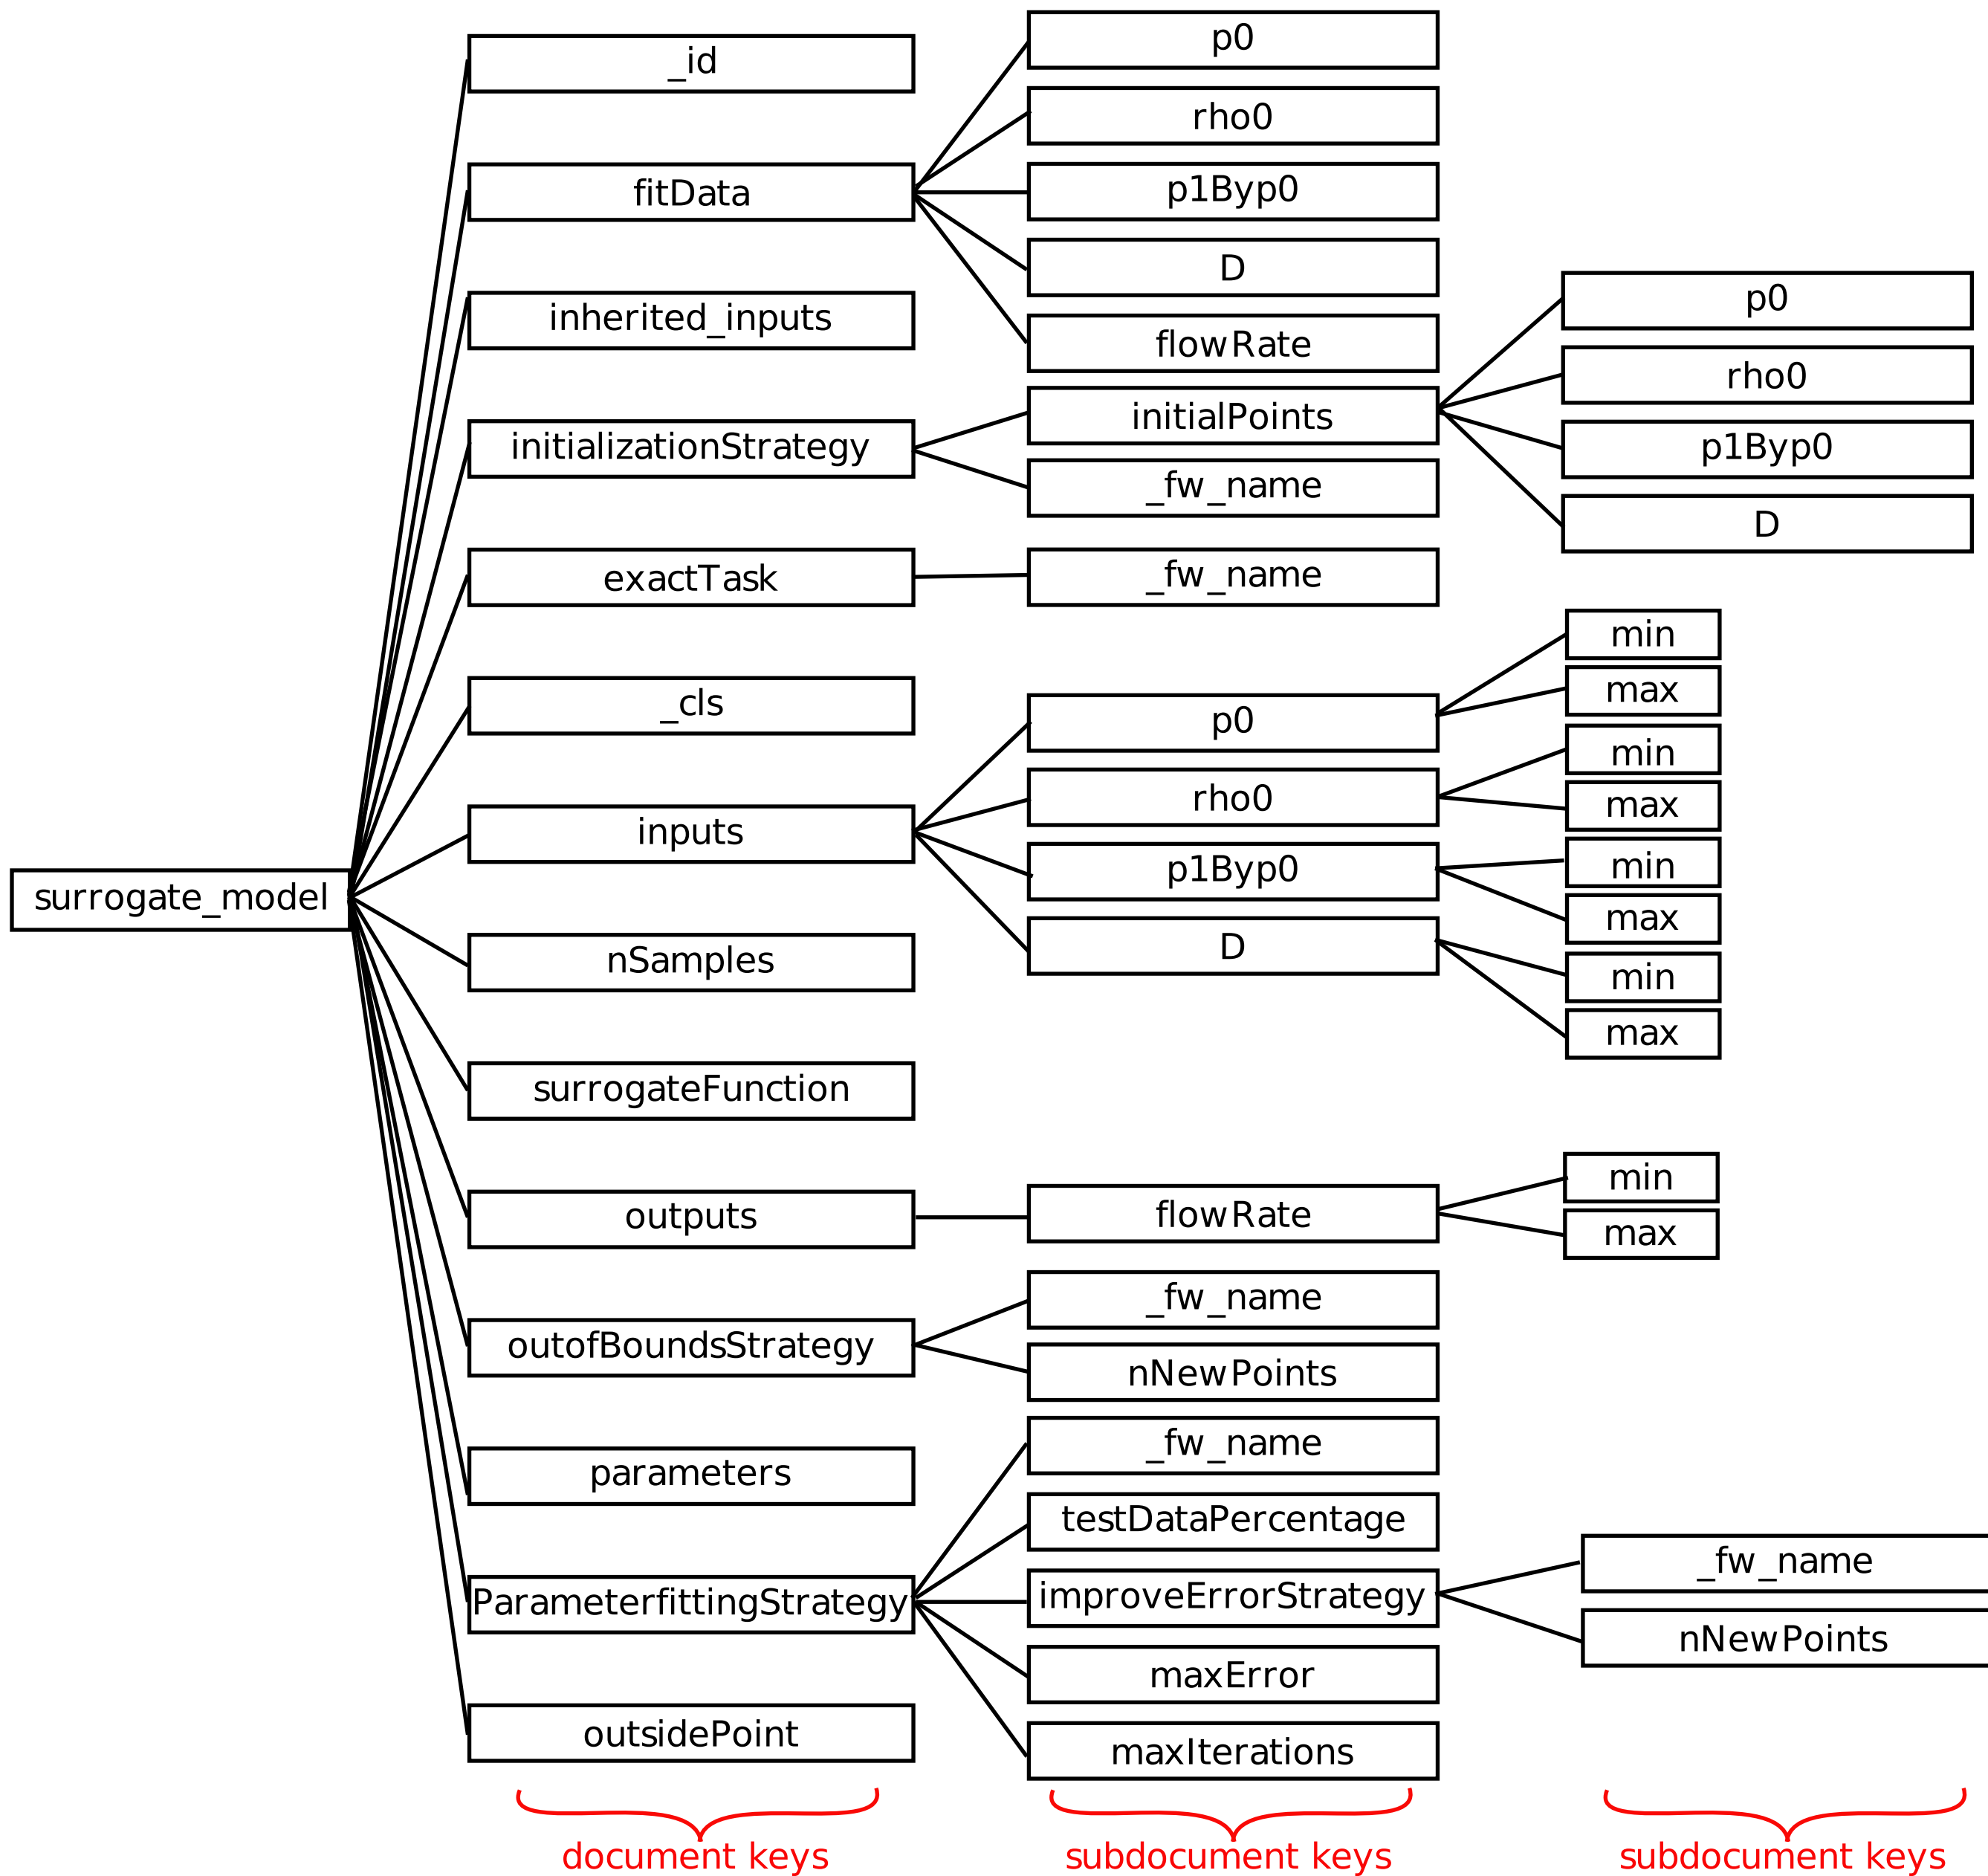 surrogate_model
_id
fitData
inherited_inputs
initializationStrategy
exactTask
_cls
inputs
nSamples
surrogateFunction
outputs
outofBoundsStrategy
parameters
ParameterfittingStrategy
outsidePoint
document keys
p0
rho0
p1Byp0
D
flowRate
initialPoints
_fw_name
_fw_name
p0
rho0
p1Byp0
D
flowRate
_fw_name
nNewPoints
_fw_name
testDataPercentage
improveErrorStrategy
maxError
maxIterations
subdocument keys
p0
rho0
p1Byp0
D
min
max
min
max
min
max
min
max
min
max
_fw_name
nNewPoints
subdocument keys